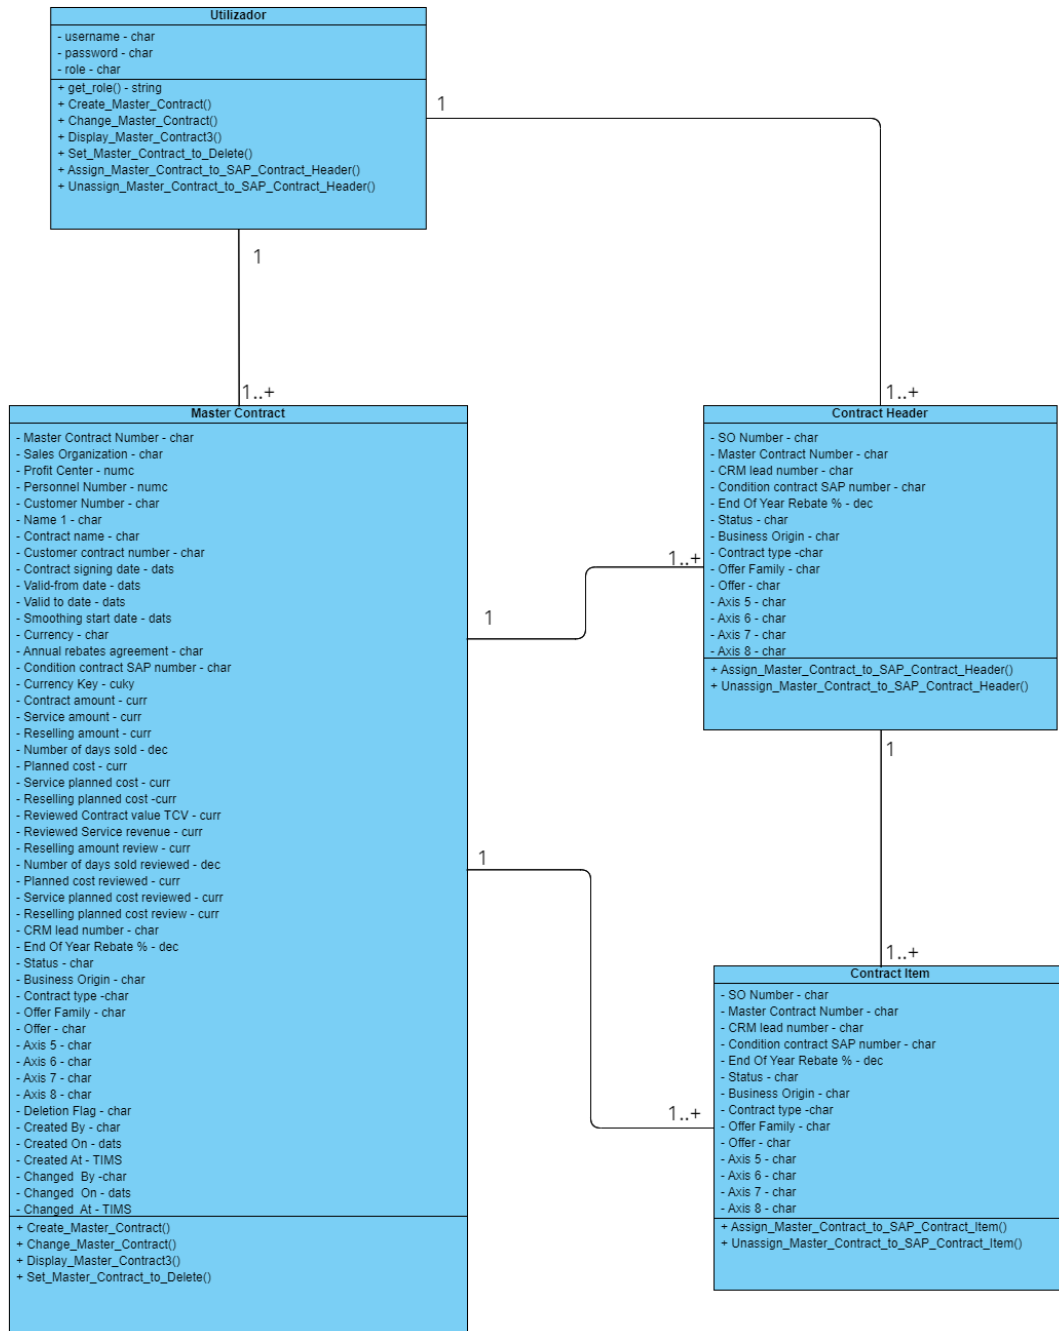 Utilizador
- username - char
- password - char
- role - char
+ get_role() - string
+ Create_Master_Contract()
+ Change_Master_Contract()
+ Display_Master_Contract3()
+ Set_Master_Contract_to_Delete()
+ Assign_Master_Contract_to_SAP_Contract_Header()
+ Unassign_Master_Contract_to_SAP_Contract_Header()
1
1
1..+
1..+
Master Contract
- Master Contract Number - char
- Sales Organization - char
- Profit Center - numc
- Personnel Number - numc
- Customer Number - char
- Name 1 - char
- Contract name - char
- Customer contract number - char
- Contract signing date - dats
- Valid-from date - dats
- Valid to date - dats
- Smoothing start date - dats
- Currency - char
- Annual rebates agreement - char
- Condition contract SAP number - char
- Currency Key - cuky
- Contract amount - curr
- Service amount - curr
- Reselling amount - curr
- Number of days sold - dec
- Planned cost - curr
- Service planned cost - curr
- Reselling planned cost -curr
- Reviewed Contract value TCV - curr
- Reviewed Service revenue - curr
- Reselling amount review - curr
- Number of days sold reviewed - dec
- Planned cost reviewed - curr
- Service planned cost reviewed - curr
- Reselling planned cost review - curr
- CRM lead number - char
- End Of Year Rebate % - dec
- Status - char
- Business Origin - char
- Contract type -char
- Offer Family - char
- Offer - char
- Axis 5 - char
- Axis 6 - char
- Axis 7 - char
- Axis 8 - char
- Deletion Flag - char
- Created By - char
- Created On - dats
- Created At - TIMS
- Changed  By -char
- Changed  On - dats
- Changed  At - TIMS
+ Create_Master_Contract()
+ Change_Master_Contract()
+ Display_Master_Contract3()
+ Set_Master_Contract_to_Delete()
Contract Header
- SO Number - char
- Master Contract Number - char
- CRM lead number - char
- Condition contract SAP number - char
- End Of Year Rebate % - dec
- Status - char
- Business Origin - char
- Contract type -char
- Offer Family - char
- Offer - char
- Axis 5 - char
- Axis 6 - char
- Axis 7 - char
- Axis 8 - char
+ Assign_Master_Contract_to_SAP_Contract_Header()
+ Unassign_Master_Contract_to_SAP_Contract_Header()
1..+
1
1
1
1..+
1..+
Contract Item
- SO Number - char
- Master Contract Number - char
- CRM lead number - char
- Condition contract SAP number - char
- End Of Year Rebate % - dec
- Status - char
- Business Origin - char
- Contract type -char
- Offer Family - char
- Offer - char
- Axis 5 - char
- Axis 6 - char
- Axis 7 - char
- Axis 8 - char
+ Assign_Master_Contract_to_SAP_Contract_Item()
+ Unassign_Master_Contract_to_SAP_Contract_Item()